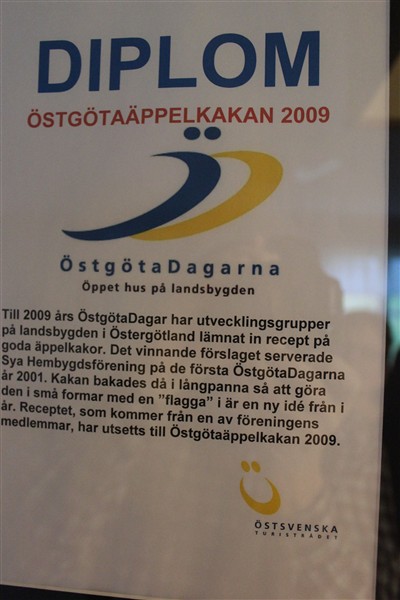 DIPLOM
ÖSTGÖTAÄPPELKAKAN 2009
ÖstgötaDagarna
Öppet hus på landsbygden
Till 2009 års ÖstgötaDagar har utvecklingsgrupper
på landsbygden i Östergötland lämnat in recept på
goda äppelkakor. Det vinnande förslaget serverade
Sya Hembygdsförening på de första ÖstgötaDagarna
år 2001. Kakan bakades då i långpanna så att göra
den i små formar med en ”flagga” i är en ny idé från i
år. Receptet, som kommer från en av föreningens
medlemmar, har utsetts till Östgötaäppelkakan 2009.
ÖSTSVENSKA
TURISTRÅDET